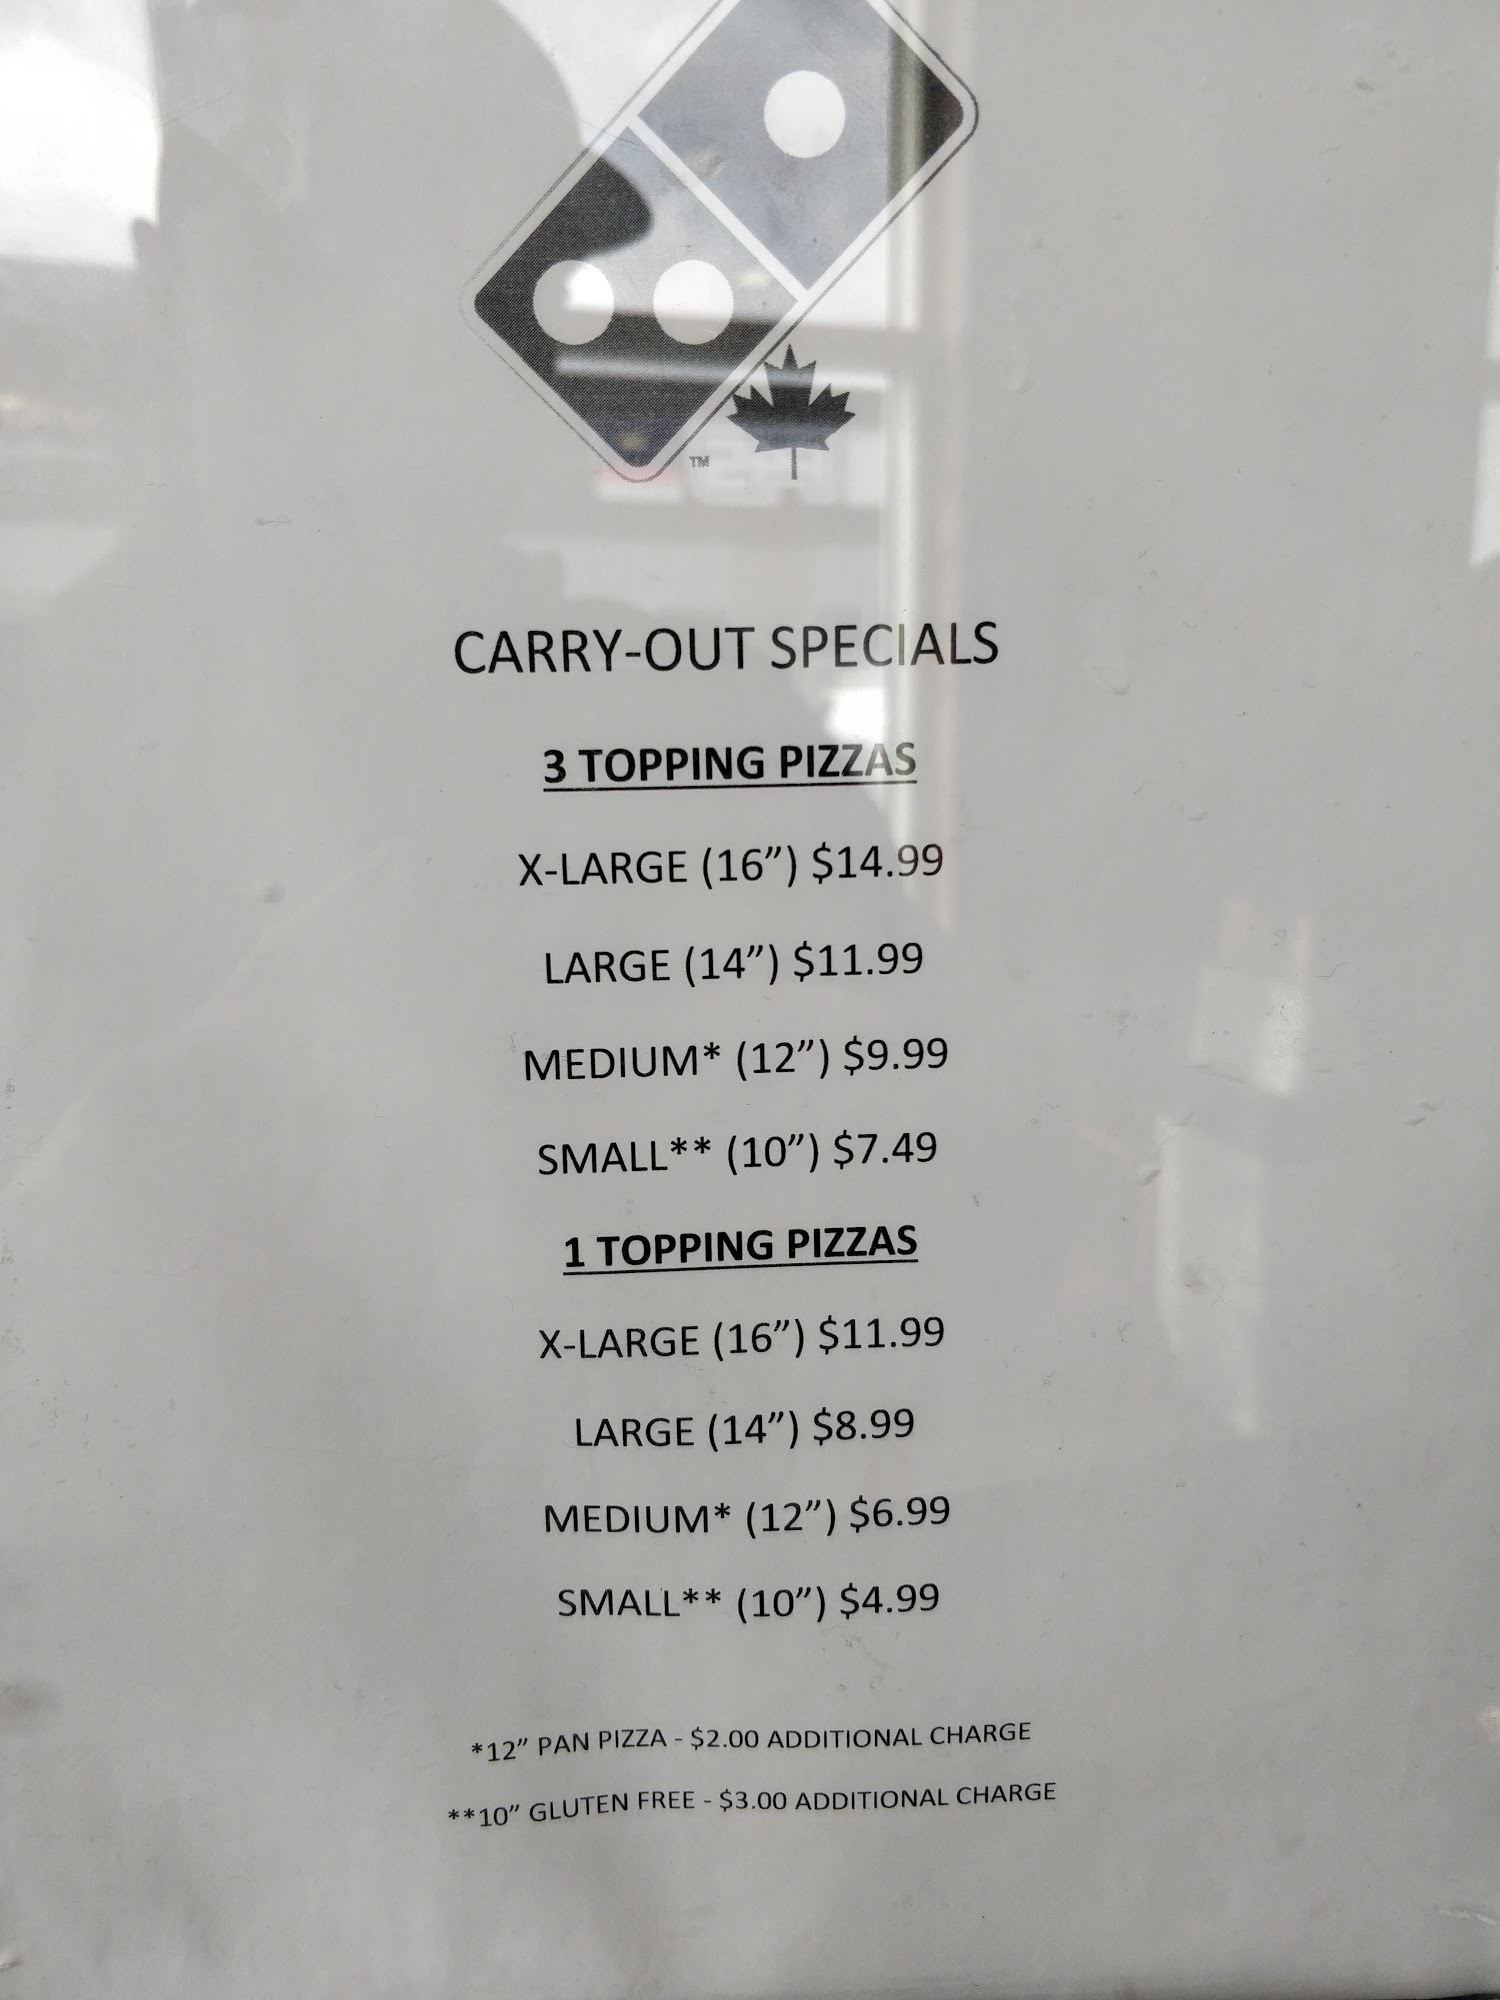 TM
CARRY-OUT SPECIALS
3 TOPPING PIZZAS
X-LARGE (16”) $14.99
LARGE (14”) $11.99
MEDIUM* (12”) $9.99
SMALL** (10”) $7.49
1 TOPPING PIZZAS
X-LARGE (16”) $11.99
LARGE (14”) $8.99
MEDIUM* (12”) $6.99
SMALL** (10”) $4.99
*12” PAN PIZZA - $2.00 ADDITIONAL CHARGE
**10” GLUTEN FREE - $3.00 ADDITIONAL CHARGE